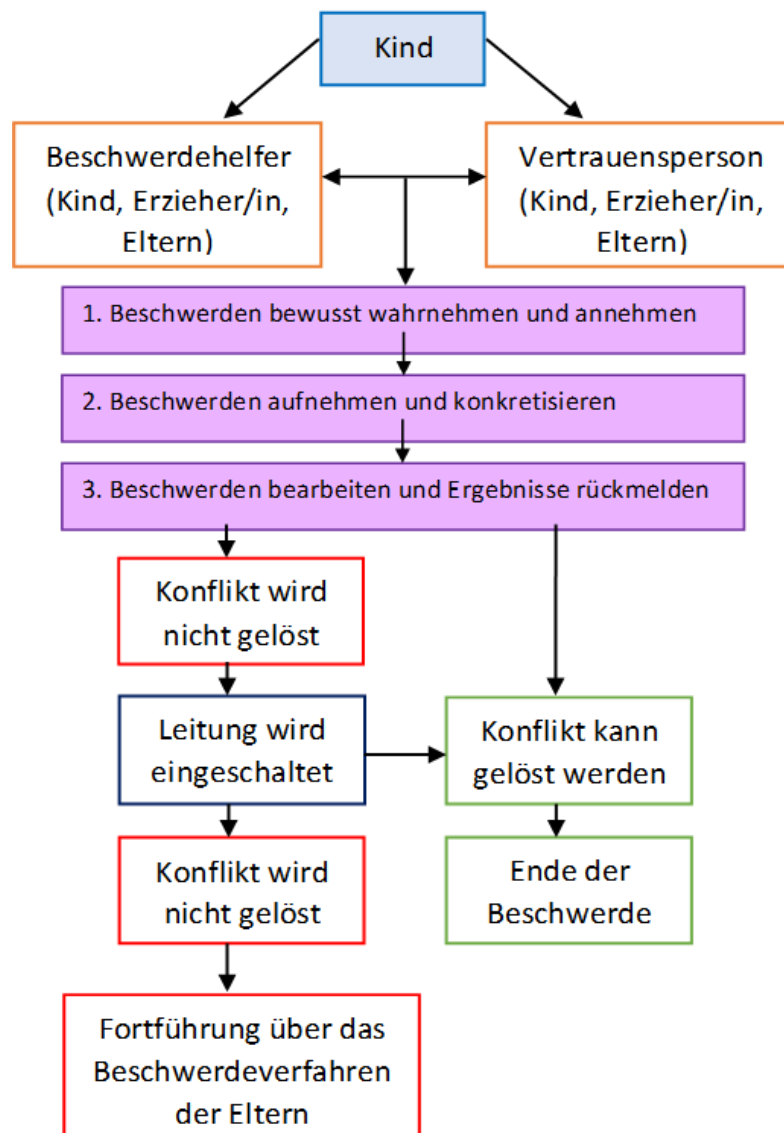 Kind
Beschwerdehelfer
(Kind, Erzieher/in,
Eltern)
Vertrauensperson
(Kind, Erzieher/in,
Eltern)
1. Beschwerden bewusst wahrnehmen und annehmen
2. Beschwerden aufnehmen und konkretisieren
3. Beschwerden bearbeiten und Ergebnisse rückmelden
Konflikt wird
nicht gelöst
Leitung wird
eingeschaltet
Konflikt kann
gelöst werden
Konflikt wird
nicht gelöst
Ende der
Beschwerde
Fortführung über das
Beschwerdeverfahren
der Eltern